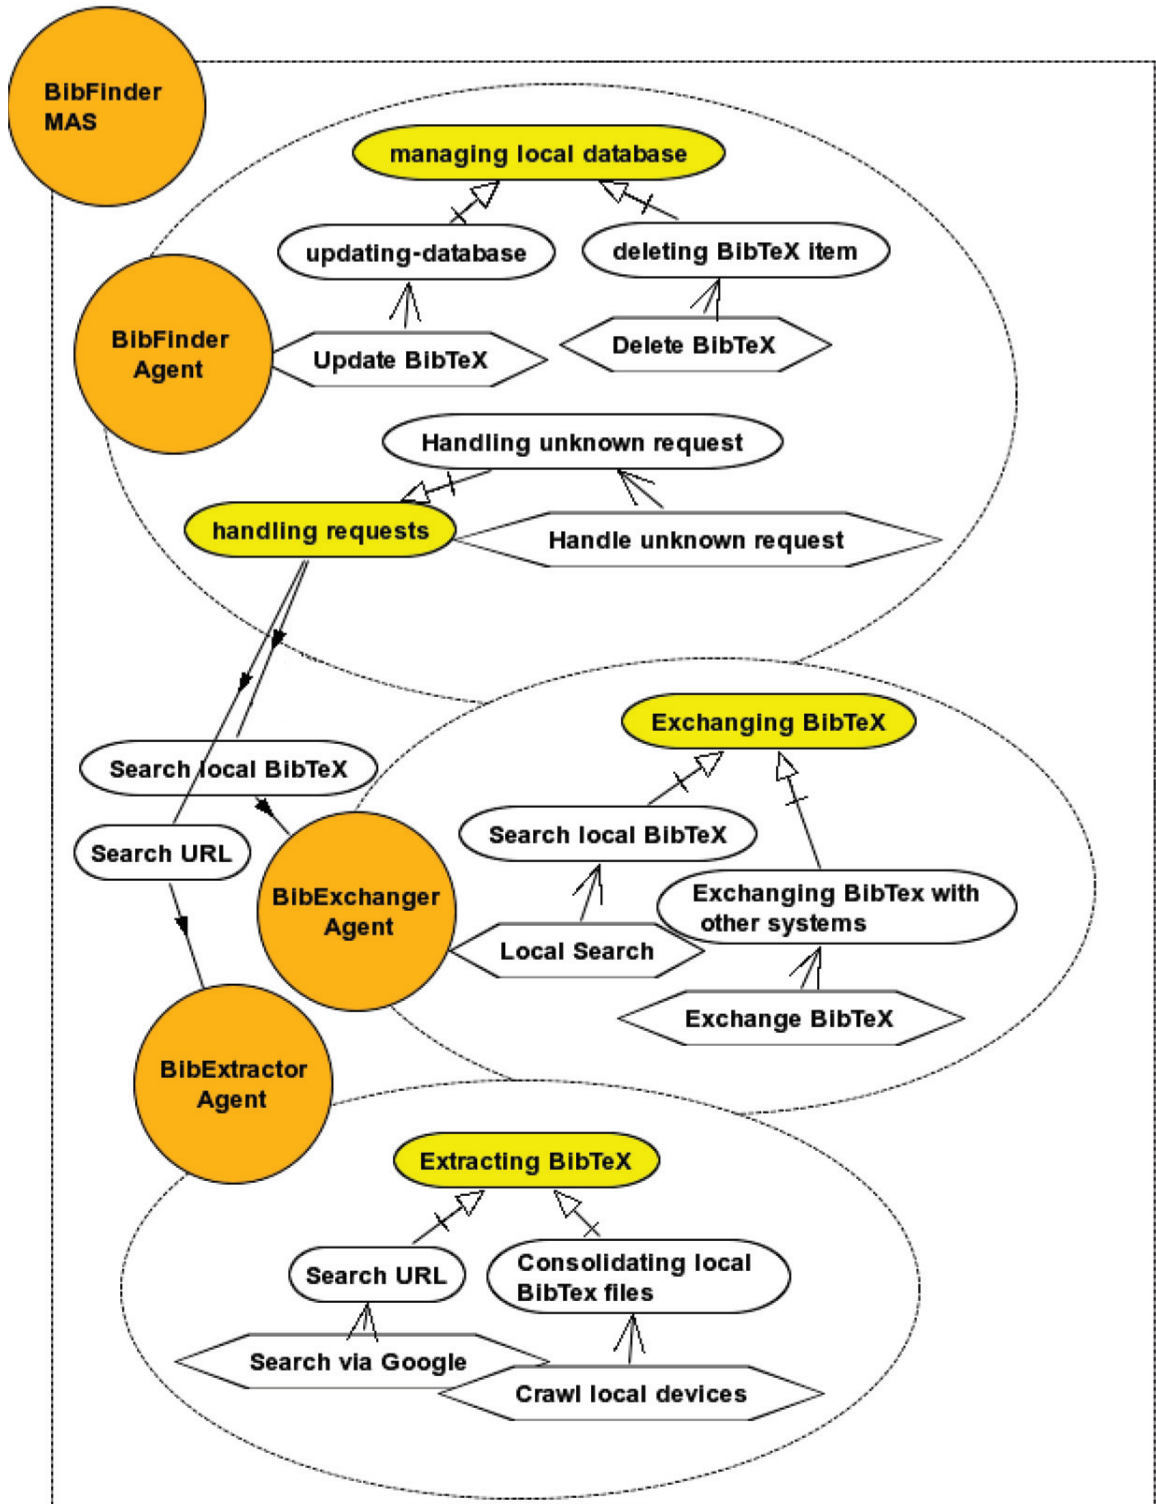 BibFinder
MAS
managing local database
updating-database
deleting BibTeX item
BibFinder
Agent
Update BibTeX
Delete BibTeX
Handling unknown request
handling requests
Handle unknown request
Exchanging BibTeX
Search local BibTeX
Search local BibTeX
Search URL
BibExchanger
Agent
Exchanging BibTex with
other systems
Local Search
Exchange BibTeX
BibExtractor
Agent
Extracting BibTeX
Search URL
Consolidating local
BibTex files
Search via Google
Crawl local devices